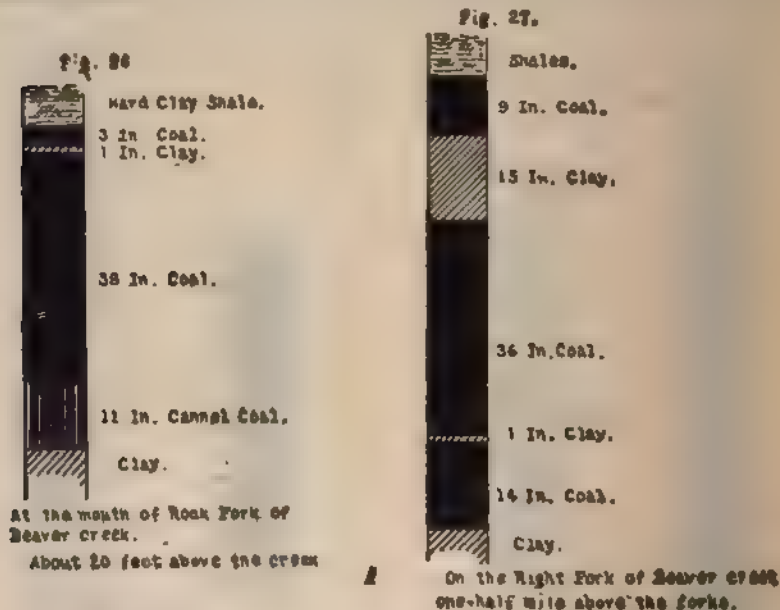 Fig. 26
Hard Clay Shale.
3 In Coal.
1 In. Clay.
38 In. Coal.
11 In. Cannel Coal.
Clay.
At the mouth of Rock Fork of
Beaver Creek.
About 20 feet above the creek
Fig. 27.
Shales.
9 In. Coal.
15 In. Clay.
36 In. Coal.
1 In. Clay.
14 In. Coal.
Clay.
On the Right Fork of Beaver creek
one-half mile above the forks.